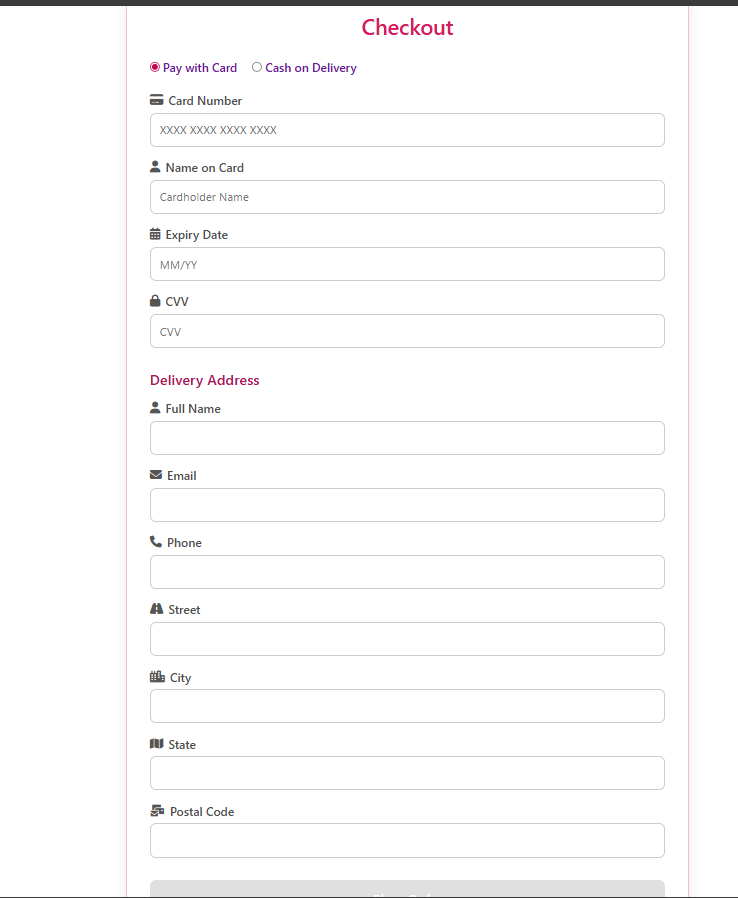 Checkout
Pay with Card Cash on Delivery
Card Number
XXXX XXXX XXXX XXXX
Name on Card
Cardholder Name
Expiry Date
MM/YY
CVV
CVV
Delivery Address
Full Name
Email
Phone
Street
City
State
Postal Code